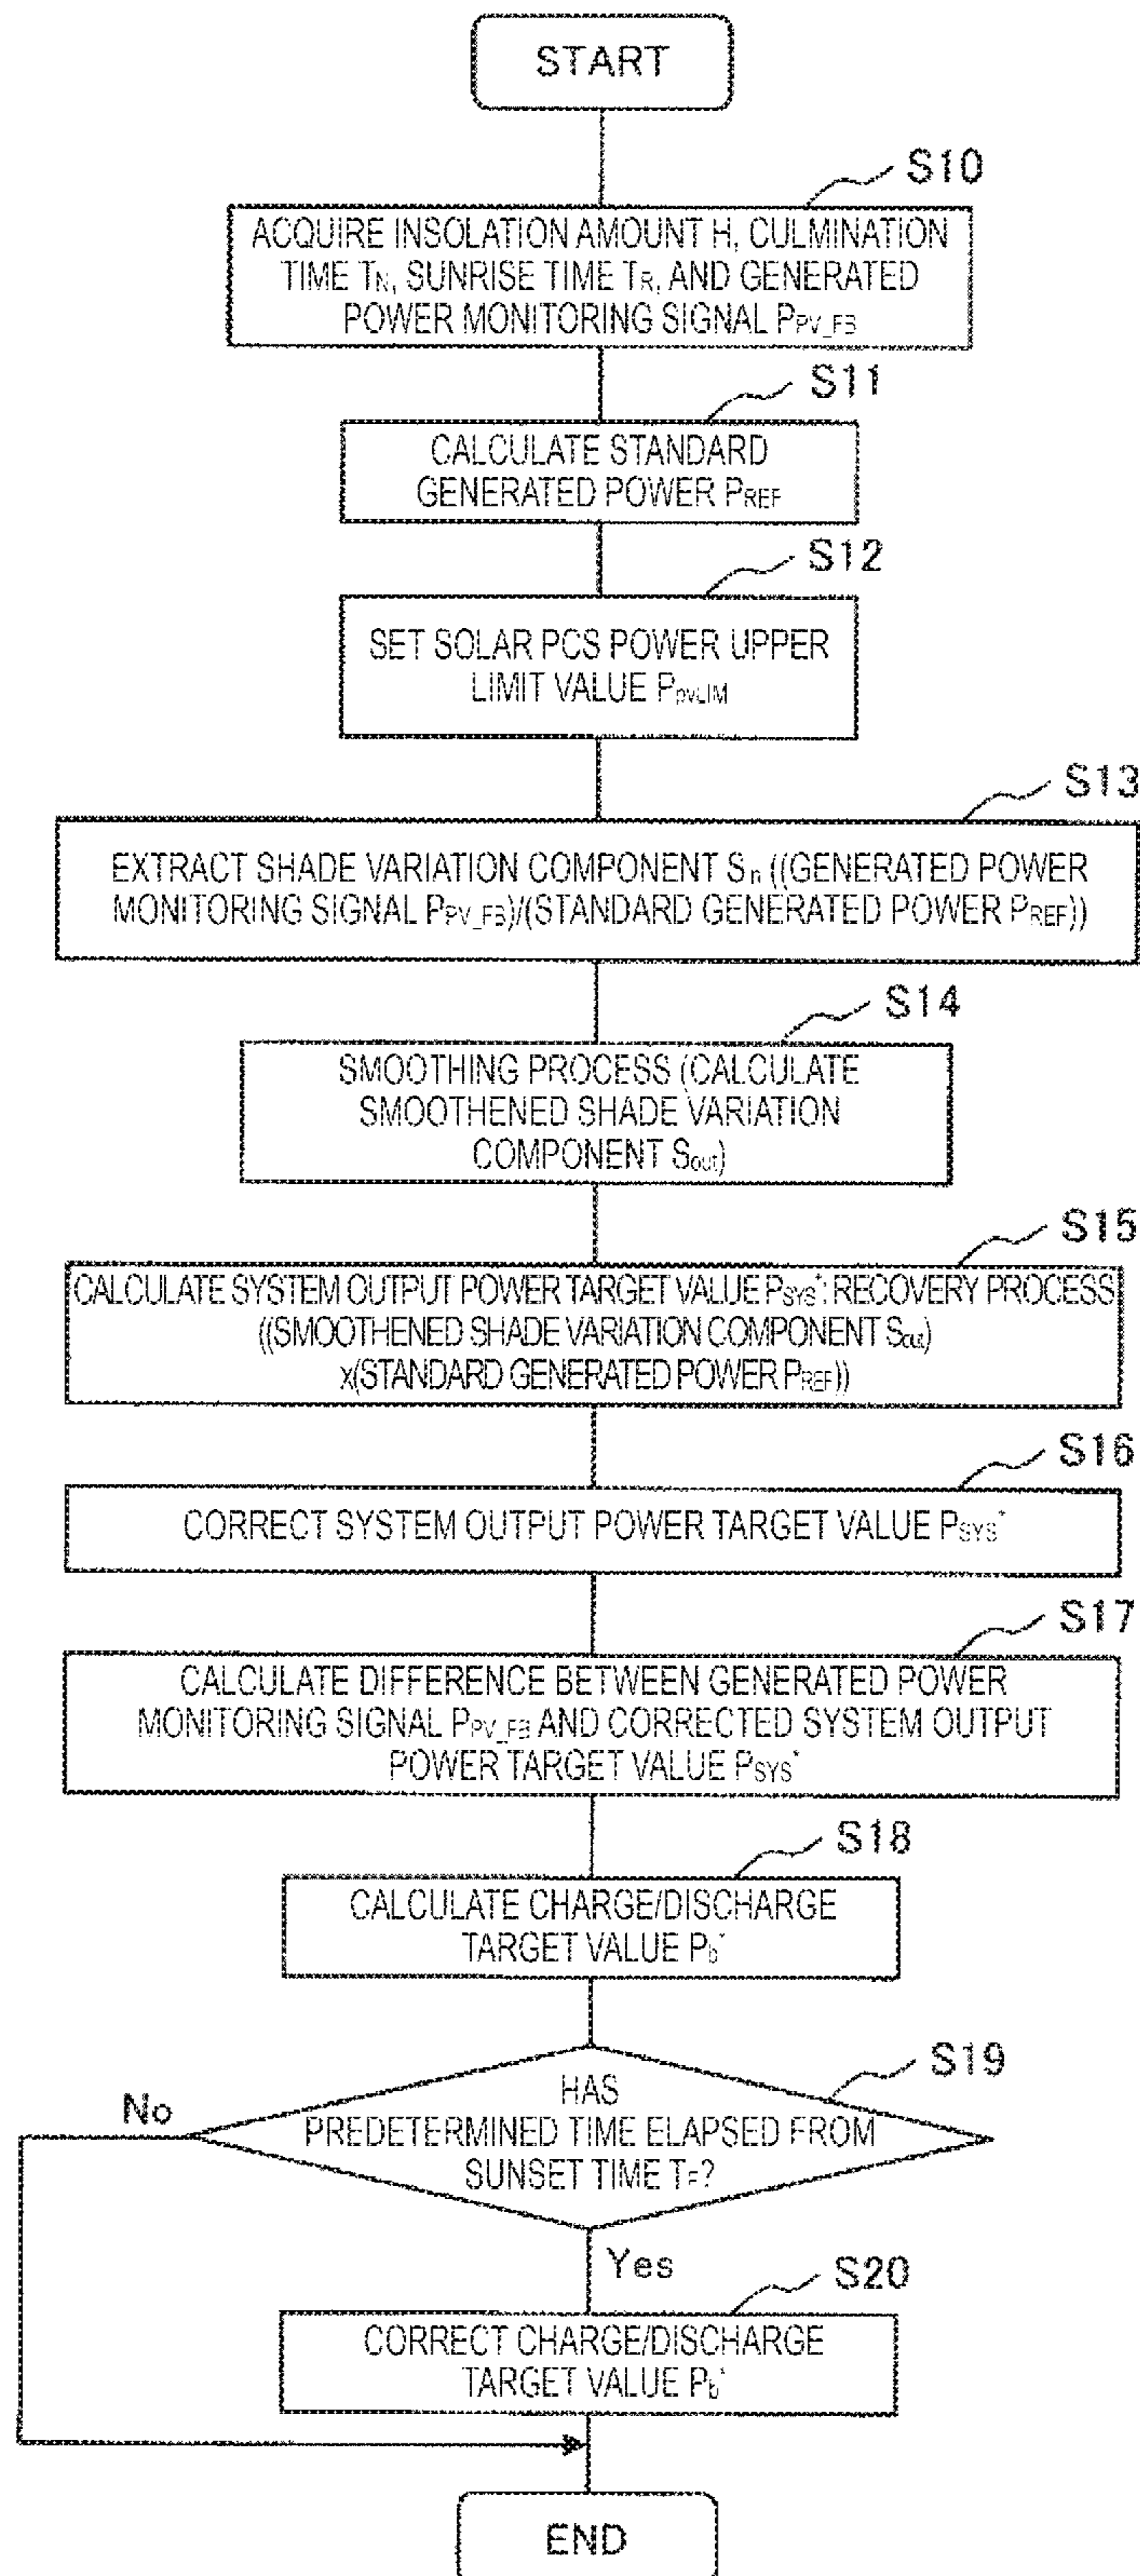 START
S10
ACQUIRE INSOLATION AMOUNT H, CULMINATION
TIME TN, SUNRISE TIME TR, AND GENERATED
POWER MONITORING SIGNAL PPV_FB
S11
CALCULATE STANDARD
GENERATED POWER PREF
S12
SET SOLAR PCS POWER UPPER
LIMIT VALUE PpvLIM
S13
EXTRACT SHADE VARIATION COMPONENT Sn ((GENERATED POWER
MONITORING SIGNAL PPV_FB)/(STANDARD GENERATED POWER PREF))
S14
SMOOTHING PROCESS (CALCULATE
SMOOTHENED SHADE VARIATION
COMPONENT Sout)
S15
CALCULATE SYSTEM OUTPUT POWER TARGET VALUE PSYS*: RECOVERY PROCESS
((SMOOTHENED SHADE VARIATION COMPONENT Sout)
x(STANDARD GENERATED POWER PREF))
S16
CORRECT SYSTEM OUTPUT POWER TARGET VALUE PSYS*
S17
CALCULATE DIFFERENCE BETWEEN GENERATED POWER
MONITORING SIGNAL PPV_FB AND CORRECTED SYSTEM OUTPUT
POWER TARGET VALUE PSYS*
S18
CALCULATE CHARGE/DISCHARGE
TARGET VALUE Pb*
S19
HAS
PREDETERMINED TIME ELAPSED FROM
SUNSET TIME TF?
No
Yes
S20
CORRECT CHARGE/DISCHARGE
TARGET VALUE Pb*
END